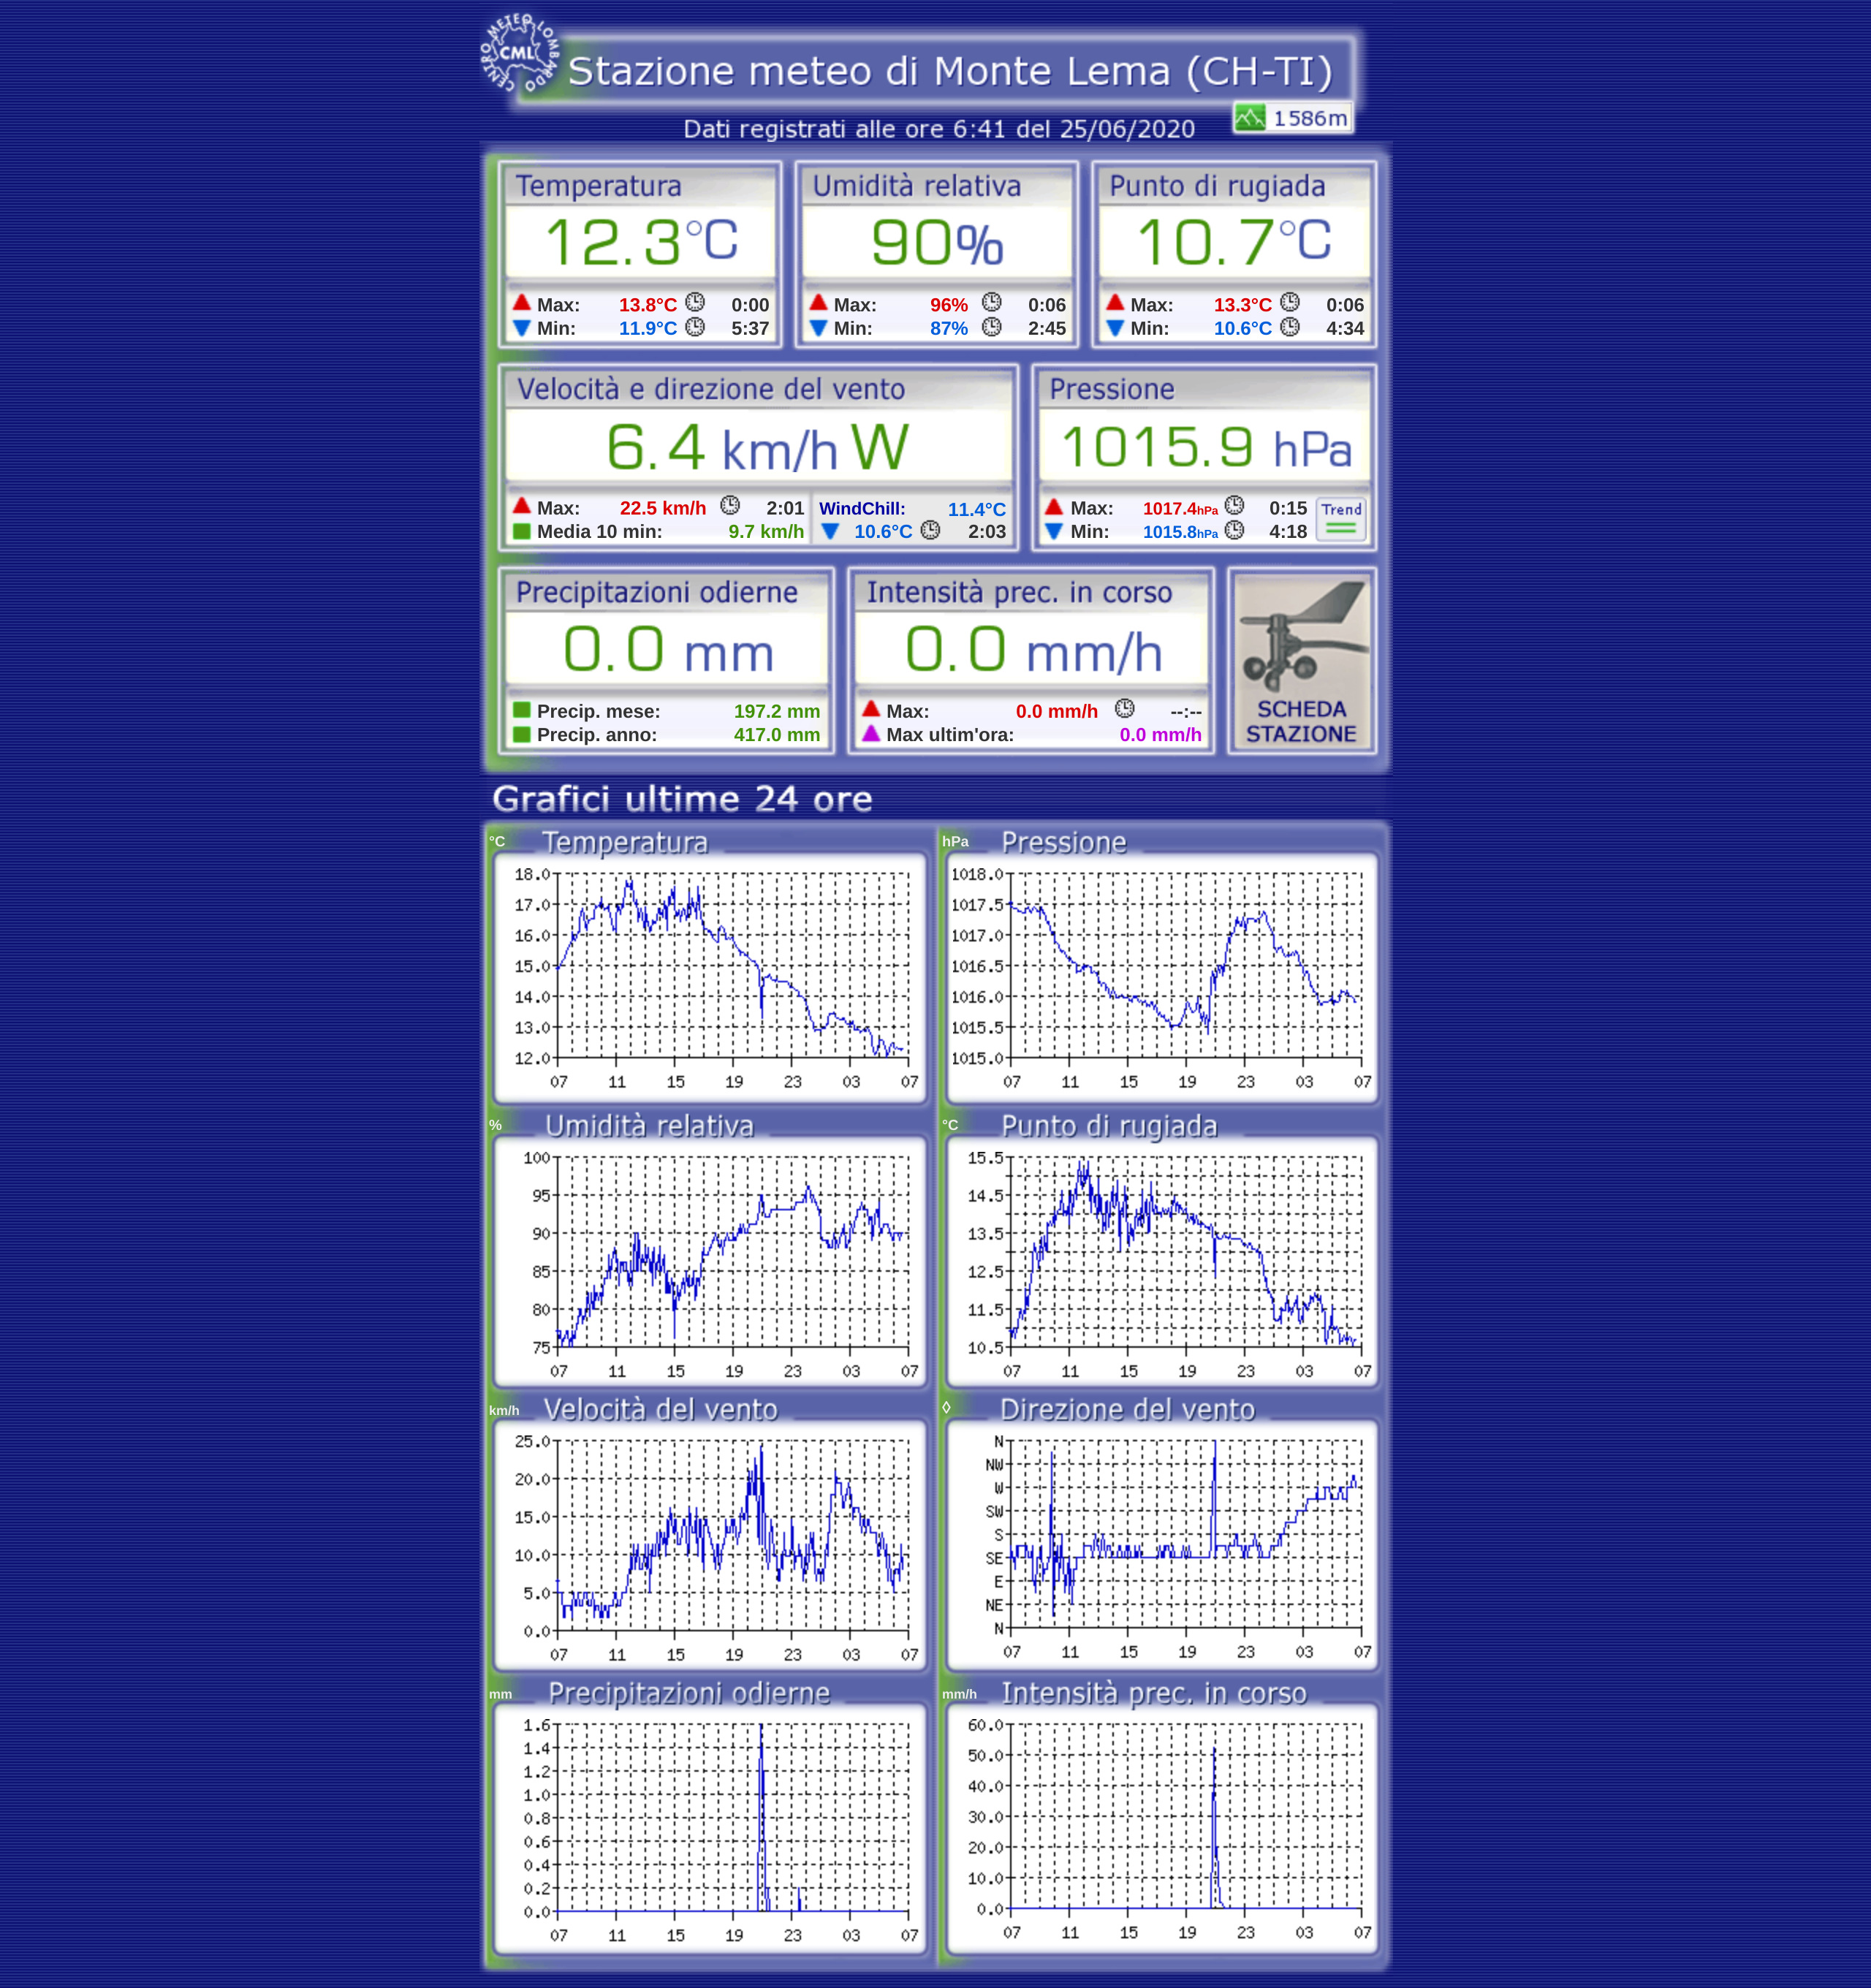 CENTRO METEO LOMBARDO
CML
Stazione meteo di Monte Lema (CH-TI)
1586m
Dati registrati alle ore 6:41 del 25/06/2020
Temperatura
12.3°C
Max: 13.8°C 0:00
Min: 11.9°C 5:37
Umidità relativa
90%
Max: 96% 0:06
Min: 87% 2:45
Punto di rugiada
10.7°C
Max: 13.3°C 0:06
Min: 10.6°C 4:34
Velocità e direzione del vento
6.4 km/h W
Max: 22.5 km/h 2:01
Media 10 min: 9.7 km/h
WindChill: 11.4°C
10.6°C 2:03
Pressione
1015.9 hPa
Max: 1017.4hPa 0:15
Min: 1015.8hPa 4:18
Trend
Precipitazioni odierne
0.0 mm
Precip. mese: 197.2 mm
Precip. anno: 417.0 mm
Intensità prec. in corso
0.0 mm/h
Max: 0.0 mm/h --:--
Max ultim'ora: 0.0 mm/h
SCHEDA
STAZIONE
Grafici ultime 24 ore
°C Temperatura
18.0
17.0
16.0
15.0
14.0
13.0
12.0
07 11 15 19 23 03 07
hPa Pressione
1018.0
1017.5
1017.0
1016.5
1016.0
1015.5
1015.0
07 11 15 19 23 03 07
% Umidità relativa
100
95
90
85
80
75
07 11 15 19 23 03 07
°C Punto di rugiada
15.5
14.5
13.5
12.5
11.5
10.5
07 11 15 19 23 03 07
km/h Velocità del vento
25.0
20.0
15.0
10.0
5.0
0.0
07 11 15 19 23 03 07
◊ Direzione del vento
N
NW
W
SW
S
SE
E
NE
N
07 11 15 19 23 03 07
mm Precipitazioni odierne
1.6
1.4
1.2
1.0
0.8
0.6
0.4
0.2
0.0
07 11 15 19 23 03 07
mm/h Intensità prec. in corso
60.0
50.0
40.0
30.0
20.0
10.0
0.0
07 11 15 19 23 03 07